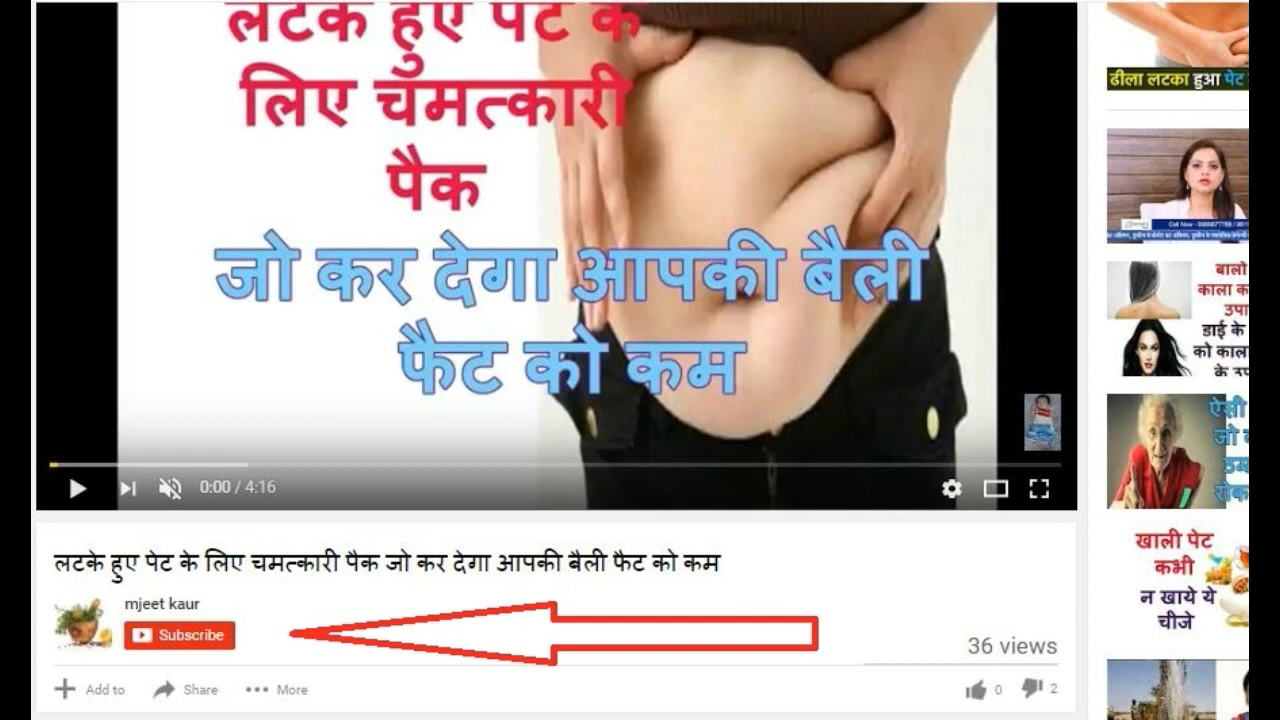 लटके हुए पेट के
लिए चमत्कारी
पैक
जो कर देगा आपकी बैली
फैट को कम
0:00 / 4:16
लटके हुए पेट के लिए चमत्कारी पैक जो कर देगा आपकी बैली फैट को कम
mjeet kaur
Subscribe
36 views
Add to
Share
More
0
2
ढीला लटका हुआ पेट
बालो
काला
डाई के
को
के
ऐसी
जो
खाली पेट
कभी
न खाये ये
चीजे